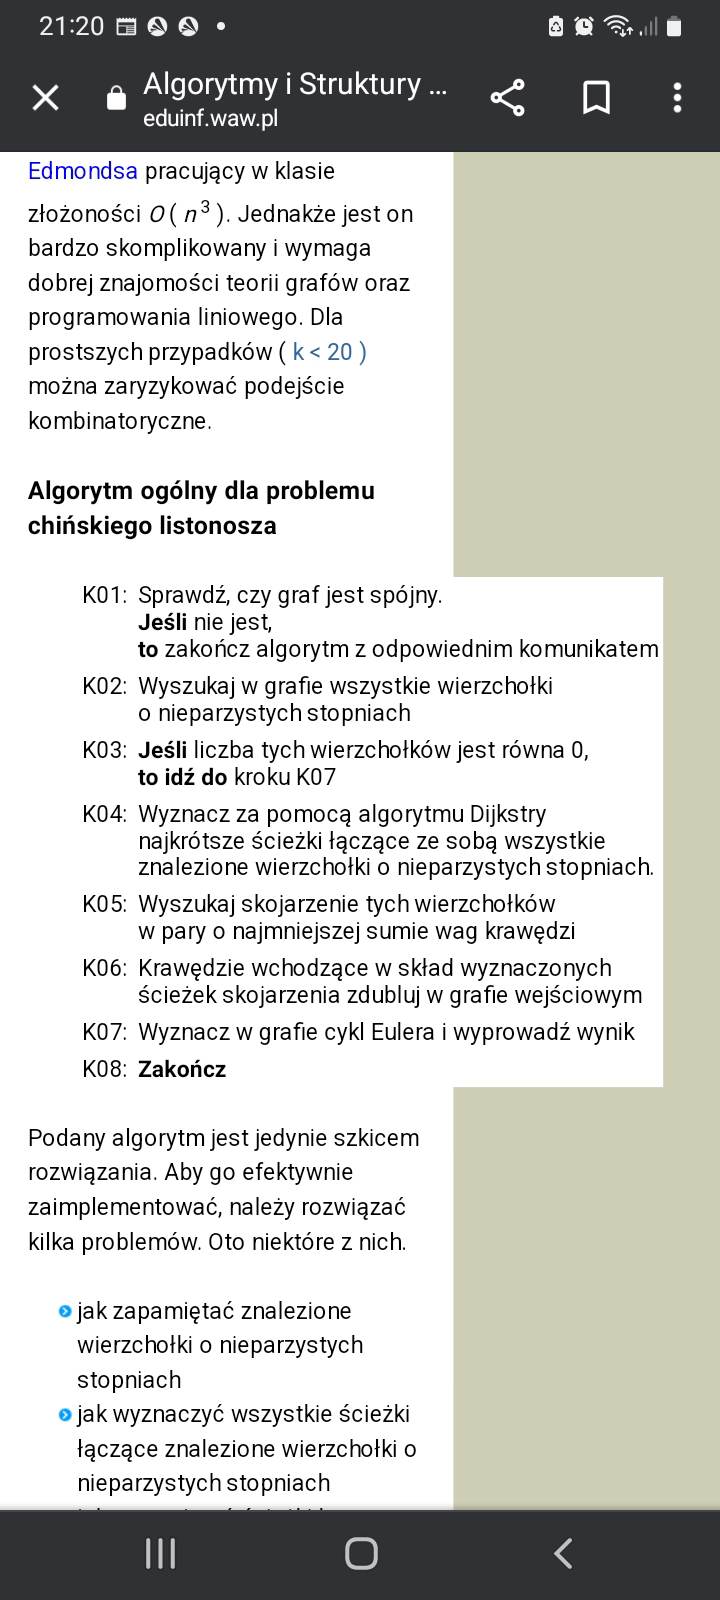 21:20
Algorytmy i Struktury ...
eduinf.waw.pl
Edmondsa pracujący w klasie
złożoności O ( n 3 ). Jednakże jest on
bardzo skomplikowany i wymaga
dobrej znajomości teorii grafów oraz
programowania liniowego. Dla
prostszych przypadków ( k < 20 )
można zaryzykować podejście
kombinatoryczne.
Algorytm ogólny dla problemu
chińskiego listonosza
K01: Sprawdź, czy graf jest spójny.
Jeśli nie jest,
to zakończ algorytm z odpowiednim komunikatem
K02: Wyszukaj w grafie wszystkie wierzchołki
o nieparzystych stopniach
K03: Jeśli liczba tych wierzchołków jest równa 0,
to idź do kroku K07
K04: Wyznacz za pomocą algorytmu Dijkstry
najkrótsze ścieżki łączące ze sobą wszystkie
znalezione wierzchołki o nieparzystych stopniach.
K05: Wyszukaj skojarzenie tych wierzchołków
w pary o najmniejszej sumie wag krawędzi
K06: Krawędzie wchodzące w skład wyznaczonych
ścieżek skojarzenia zdubluj w grafie wejściowym
K07: Wyznacz w grafie cykl Eulera i wyprowadź wynik
K08: Zakończ
Podany algorytm jest jedynie szkicem
rozwiązania. Aby go efektywnie
zaimplementować, należy rozwiązać
kilka problemów. Oto niektóre z nich.
jak zapamiętać znalezione
wierzchołki o nieparzystych
stopniach
jak wyznaczyć wszystkie ścieżki
łączące znalezione wierzchołki o
nieparzystych stopniach